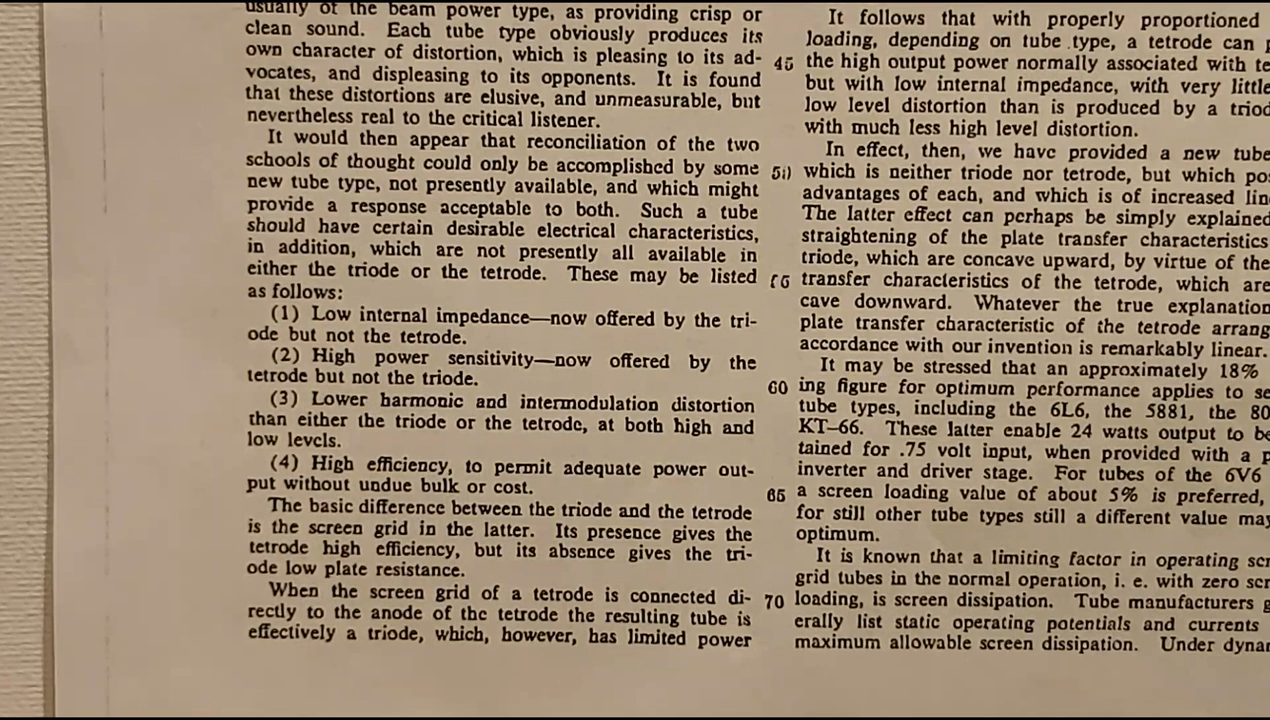 usually of the beam power type, as providing crisp or
clean sound. Each tube type obviously produces its
own character of distortion, which is pleasing to its ad-
vocates, and displeasing to its opponents. It is found
that these distortions are elusive, and unmeasurable, but
nevertheless real to the critical listener.
It would then appear that reconciliation of the two
schools of thought could only be accomplished by some
new tube type, not presently available, and which might
provide a response acceptable to both. Such a tube
should have certain desirable electrical characteristics,
in addition, which are not presently all available in
either the triode or the tetrode. These may be listed
as follows:
(1) Low internal impedance—now offered by the tri-
ode but not the tetrode.
(2) High power sensitivity—now offered by the
tetrode but not the triode.
(3) Lower harmonic and intermodulation distortion
than either the triode or the tetrode, at both high and
low levels.
(4) High efficiency, to permit adequate power out-
put without undue bulk or cost.
The basic difference between the triode and the tetrode
is the screen grid in the latter. Its presence gives the
tetrode high efficiency, but its absence gives the tri-
ode low plate resistance.
When the screen grid of a tetrode is connected di-
rectly to the anode of the tetrode the resulting tube is
effectively a triode, which, however, has limited power
It follows that with properly proportioned
loading, depending on tube type, a tetrode can
45 the high output power normally associated with te
but with low internal impedance, with very little
low level distortion than is produced by a triod
with much less high level distortion.
In effect, then, we have provided a new tube
50 which is neither triode nor tetrode, but which pos
advantages of each, and which is of increased lin
The latter effect can perhaps be simply explained
straightening of the plate transfer characteristics
triode, which are concave upward, by virtue of the
55 transfer characteristics of the tetrode, which are
cave downward. Whatever the true explanation
plate transfer characteristic of the tetrode arrang
accordance with our invention is remarkably linear.
It may be stressed that an approximately 18%
60 ing figure for optimum performance applies to se
tube types, including the 6L6, the 5881, the 80
KT-66. These latter enable 24 watts output to be
tained for .75 volt input, when provided with a p
inverter and driver stage. For tubes of the 6V6
65 a screen loading value of about 5% is preferred,
for still other tube types still a different value may
optimum.
It is known that a limiting factor in operating scr
grid tubes in the normal operation, i. e. with zero scr
70 loading, is screen dissipation. Tube manufacturers g
erally list static operating potentials and currents
maximum allowable screen dissipation. Under dynar